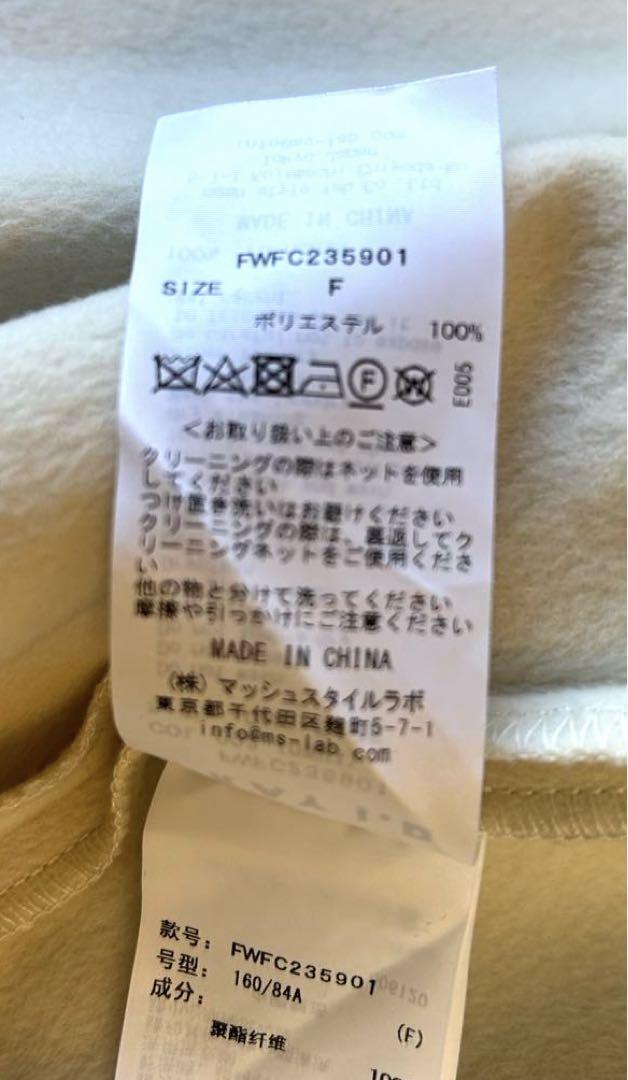 FWFC235901
SIZE F
ポリエステル 100%
F W
E005
<お取り扱い上のご注意>
クリーニングの際はネットを使用
してください
つけ置き洗いはお避けください
クリーニングの際は、裏返してク
リーニングネットをご使用くださ
い
他の物と分けて洗ってください
摩擦や引っかけにご注意ください
MADE IN CHINA
(株)マッシュスタイルラボ
東京都千代田区麹町5-7-1
info@ms-lab.com
款号: FWFC235901
号型: 160/84A (F)
成分:
聚酯纤维